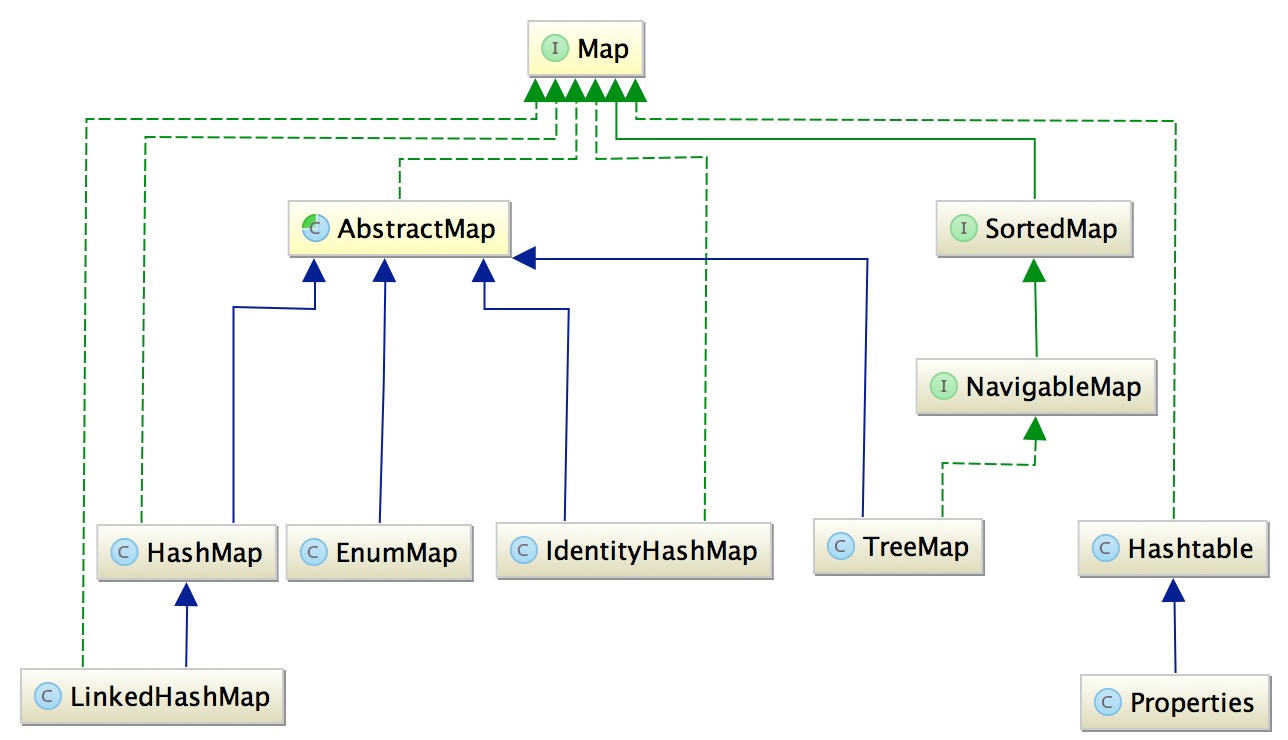 I Map
C AbstractMap
I SortedMap
I NavigableMap
C HashMap
C EnumMap
C IdentityHashMap
C TreeMap
C Hashtable
C LinkedHashMap
C Properties